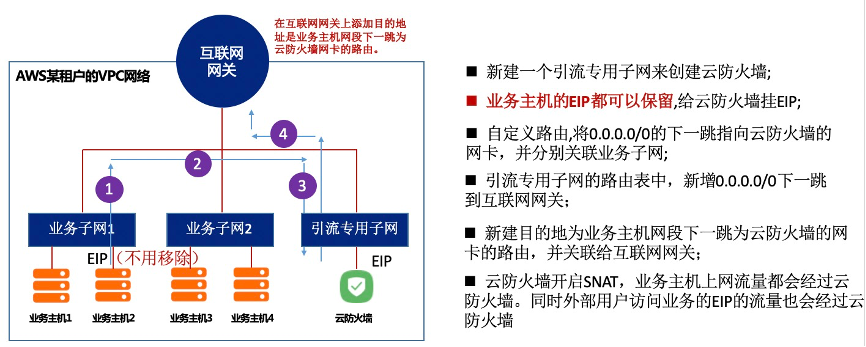 在互联网网关上添加目的地
址是业务主机网段下一跳为
云防火墙网卡的路由。
互联网
网关
AWS某租户的VPC网络
4
2
1
3
业务子网1
业务子网2
引流专用子网
EIP（不用移除）
EIP
业务主机1
业务主机2
业务主机3
业务主机4
云防火墙
■ 新建一个引流专用子网来创建云防火墙;
■ 业务主机的EIP都可以保留,给云防火墙挂EIP;
■ 自定义路由,将0.0.0.0/0的下一跳指向云防火墙的
网卡，并分别关联业务子网;
■ 引流专用子网的路由表中，新增0.0.0.0/0下一跳
到互联网网关；
■ 新建目的地为业务主机网段下一跳为云防火墙的网
卡的路由，并关联给互联网网关；
■ 云防火墙开启SNAT，业务主机上网流量都会经过云
防火墙。同时外部用户访问业务的EIP的流量也会经过云
防火墙